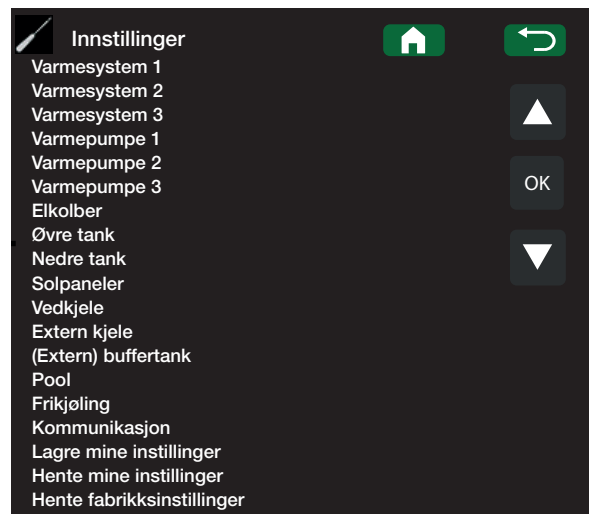 Innstillinger
Varmesystem 1
Varmesystem 2
Varmesystem 3
Varmepumpe 1
Varmepumpe 2
Varmepumpe 3
OK
Elkolber
Øvre tank
Nedre tank
Solpaneler
Vedkjele
Extern kjele
(Extern) buffertank
Pool
Frikjøling
Kommunikasjon
Lagre mine instillinger
Hente mine instillinger
Hente fabrikksinstillinger